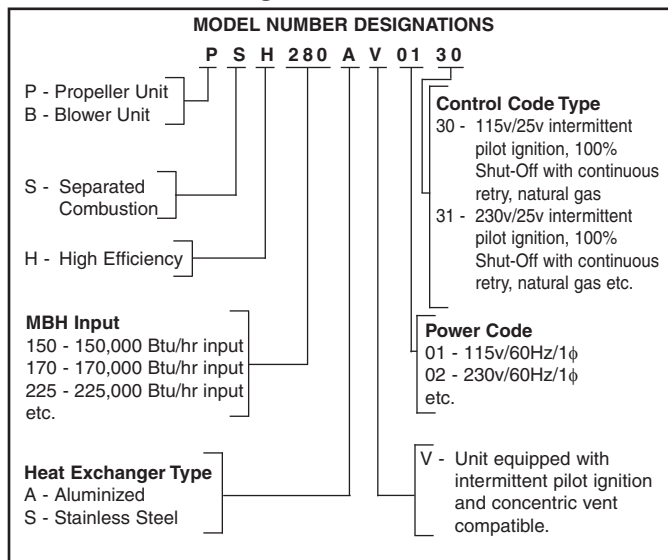 MODEL NUMBER DESIGNATIONS
P S H 280 A V 01 30
P - Propeller Unit
B - Blower Unit
S - Separated
Combustion
H - High Efficiency
MBH Input
150 - 150,000 Btu/hr input
170 - 170,000 Btu/hr input
225 - 225,000 Btu/hr input
etc.
Heat Exchanger Type
A - Aluminized
S - Stainless Steel
Control Code Type
30 - 115v/25v intermittent
pilot ignition, 100%
Shut-Off with continuous
retry, natural gas
31 - 230v/25v intermittent
pilot ignition, 100%
Shut-Off with continuous
retry, natural gas etc.
Power Code
01 - 115v/60Hz/1ϕ
02 - 230v/60Hz/1ϕ
etc.
V - Unit equipped with
intermittent pilot ignition
and concentric vent
compatible.